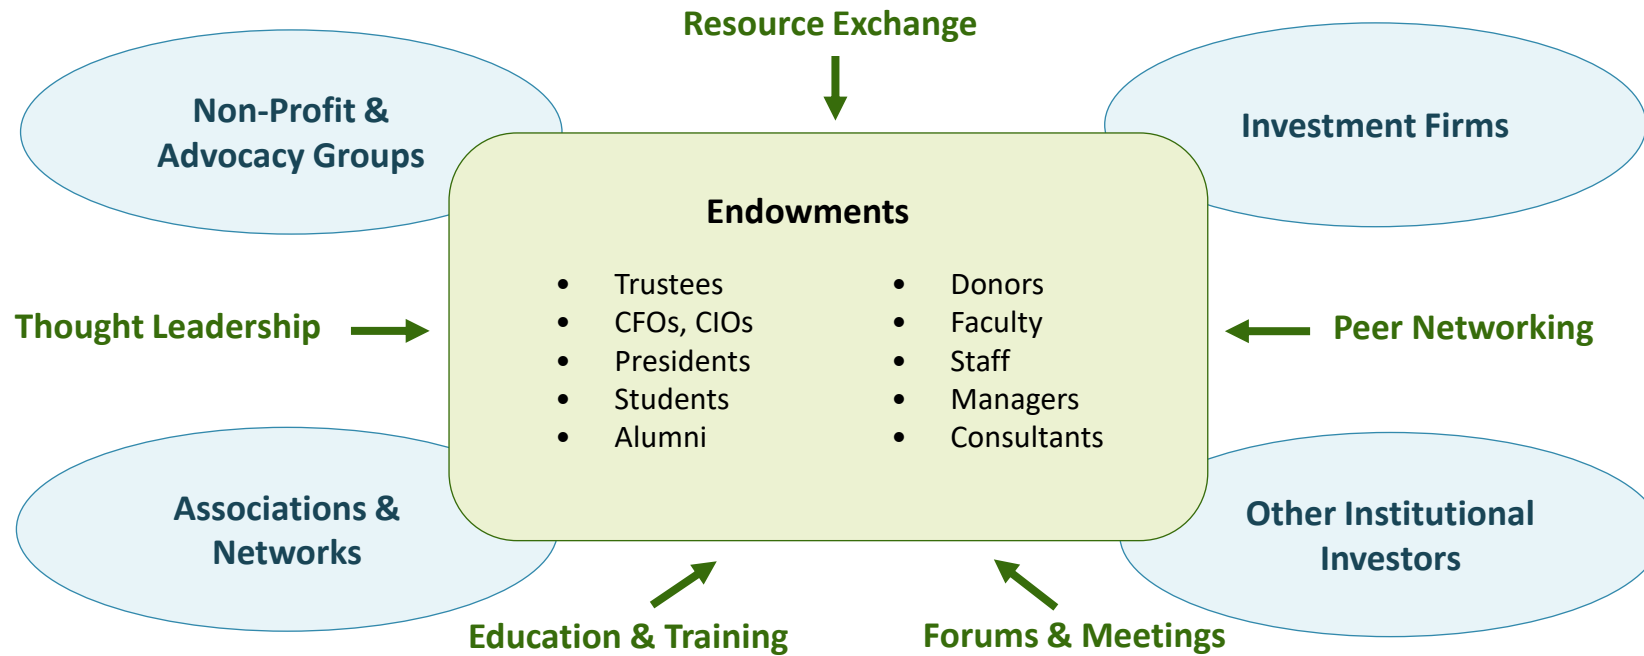 Resource Exchange
Non-Profit &
Advocacy Groups
Investment Firms
Endowments
• Trustees
• CFOs, CIOs
• Presidents
• Students
• Alumni
• Donors
• Faculty
• Staff
• Managers
• Consultants
Thought Leadership
Peer Networking
Associations &
Networks
Other Institutional
Investors
Education & Training
Forums & Meetings